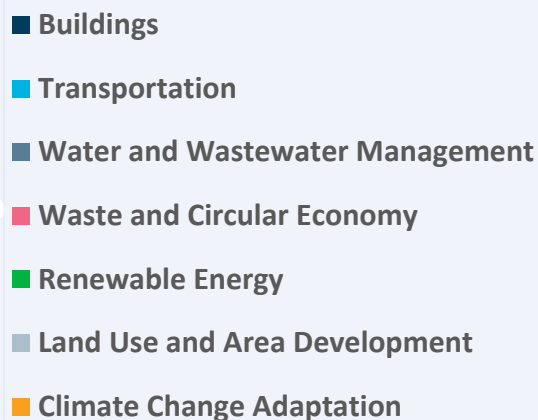 Buildings
Transportation
Water and Wastewater Management
Waste and Circular Economy
Renewable Energy
Land Use and Area Development
Climate Change Adaptation